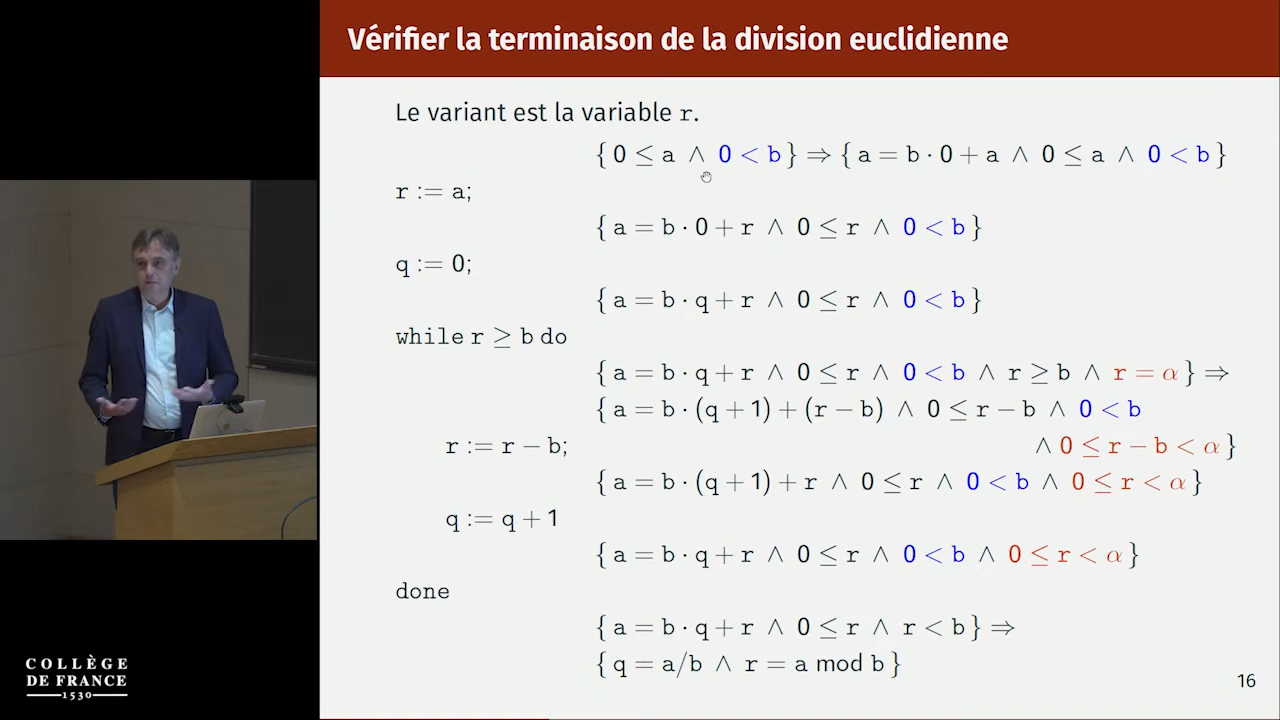 Vérifier la terminaison de la division euclidienne
Le variant est la variable r.
{ 0 ≤ a ∧ 0 < b } ⇒ { a = b · 0 + a ∧ 0 ≤ a ∧ 0 < b }
r := a;
{ a = b · 0 + r ∧ 0 ≤ r ∧ 0 < b }
q := 0;
{ a = b · q + r ∧ 0 ≤ r ∧ 0 < b }
while r ≥ b do
{ a = b · q + r ∧ 0 ≤ r ∧ 0 < b ∧ r ≥ b ∧ r = α } ⇒
{ a = b · (q + 1) + (r − b) ∧ 0 ≤ r − b ∧ 0 < b
r := r − b; ∧ 0 ≤ r − b < α }
{ a = b · (q + 1) + r ∧ 0 ≤ r ∧ 0 < b ∧ 0 ≤ r < α }
q := q + 1
{ a = b · q + r ∧ 0 ≤ r ∧ 0 < b ∧ 0 ≤ r < α }
done
{ a = b · q + r ∧ 0 ≤ r ∧ r < b } ⇒
{ q = a/b ∧ r = a mod b }
16
COLLÈGE
DE FRANCE
1530